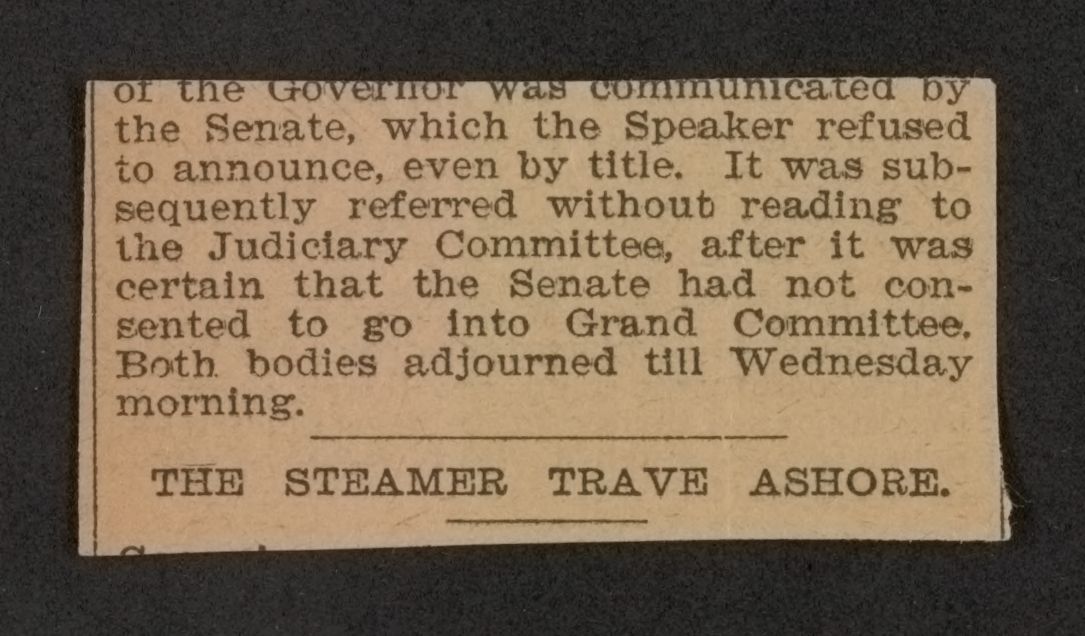 of the Governor was communicated by
the Senate, which the Speaker refused
to announce, even by title. It was sub-
sequently referred without reading to
the Judiciary Committee, after it was
certain that the Senate had not con-
sented to go into Grand Committee.
Both bodies adjourned till Wednesday
morning.
THE STEAMER TRAVE ASHORE.